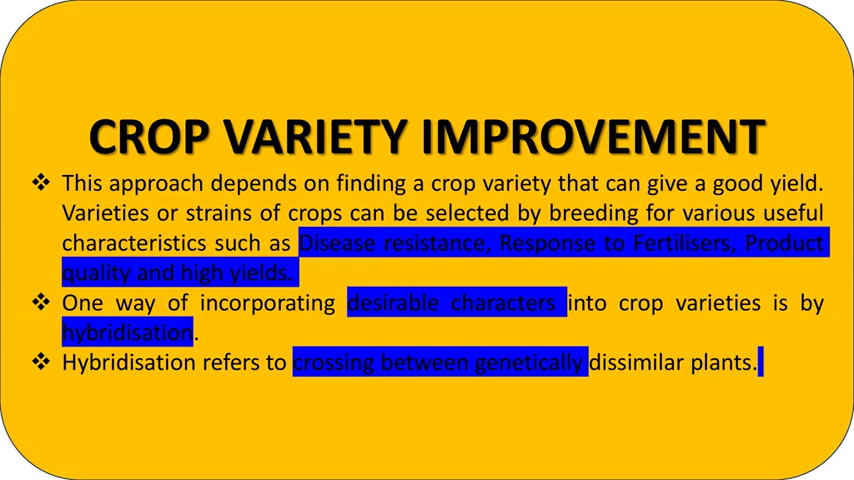 CROP VARIETY IMPROVEMENT
❖ This approach depends on finding a crop variety that can give a good yield.
Varieties or strains of crops can be selected by breeding for various useful
characteristics such as Disease resistance, Response to Fertilisers, Product
quality and high yields.
❖ One way of incorporating desirable characters into crop varieties is by
hybridisation.
❖ Hybridisation refers to crossing between genetically dissimilar plants.